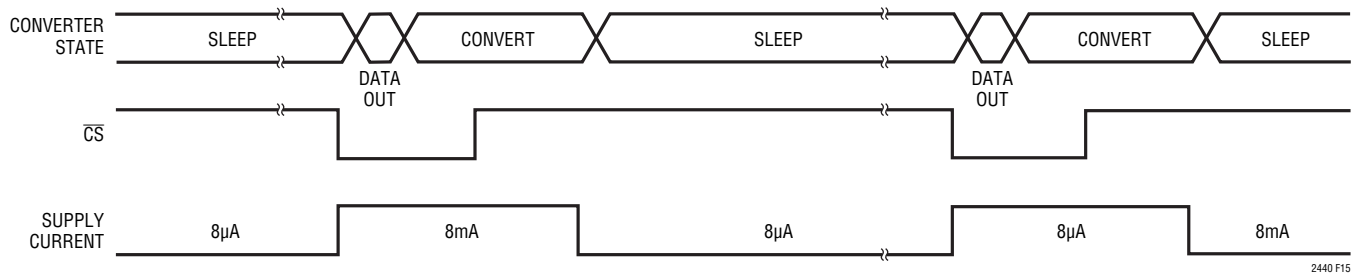 CONVERTER
STATE
SLEEP
CONVERT
SLEEP
CONVERT
SLEEP
DATA
OUT
DATA
OUT
CS
SUPPLY
CURRENT
8µA
8mA
8µA
8µA
8mA
2440 F15